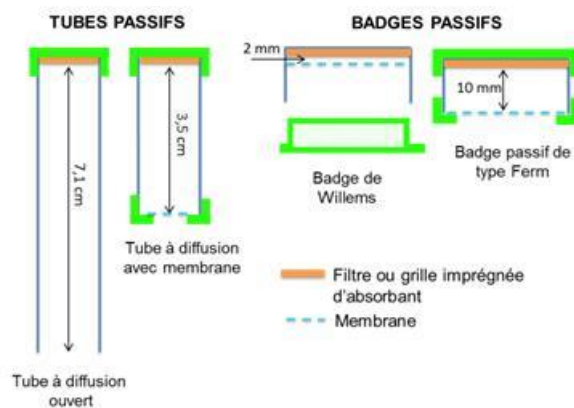 TUBES PASSIFS
7,1 cm
3,5 cm
Tube à diffusion
avec membrane
Tube à diffusion
ouvert
BADGES PASSIFS
2 mm
10 mm
Badge de
Willems
Badge passif de
type Ferm
Filtre ou grille imprégnée
d'absorbant
Membrane